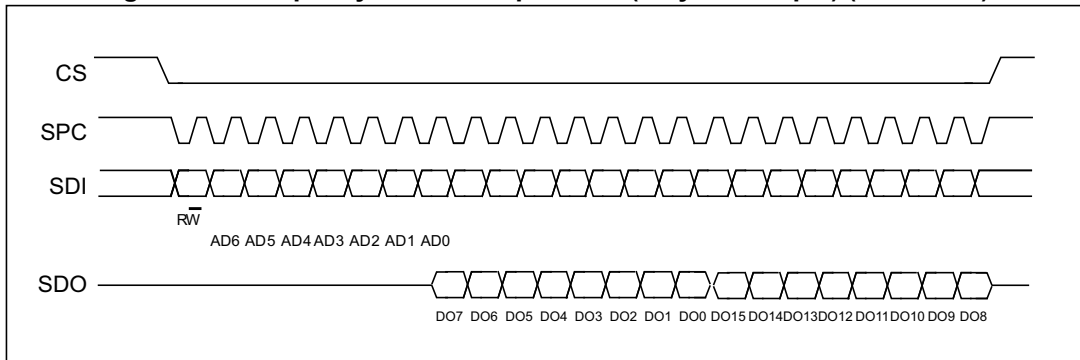 CS
SPC
SDI
RW
AD6 AD5 AD4 AD3 AD2 AD1 AD0
SDO
DO7 DO6 DO5 DO4 DO3 DO2 DO1 DO0 DO15 DO14 DO13 DO12 DO11 DO10 DO9 DO8